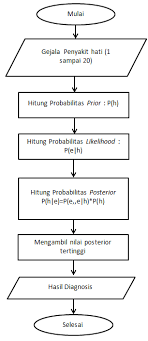 Mulai
Gejala Penyakit hati (1
sampai 20)
Hitung Probabilitas Prior : P(h)
Hitung Probabilitas Likelihood :
P(e|h)
Hitung Probabilitas Posterior
P(h|e)=P(e,,e|h)*P(h)
Mengambil nilai posterior
tertinggi
Hasil Diagnosis
Selesai